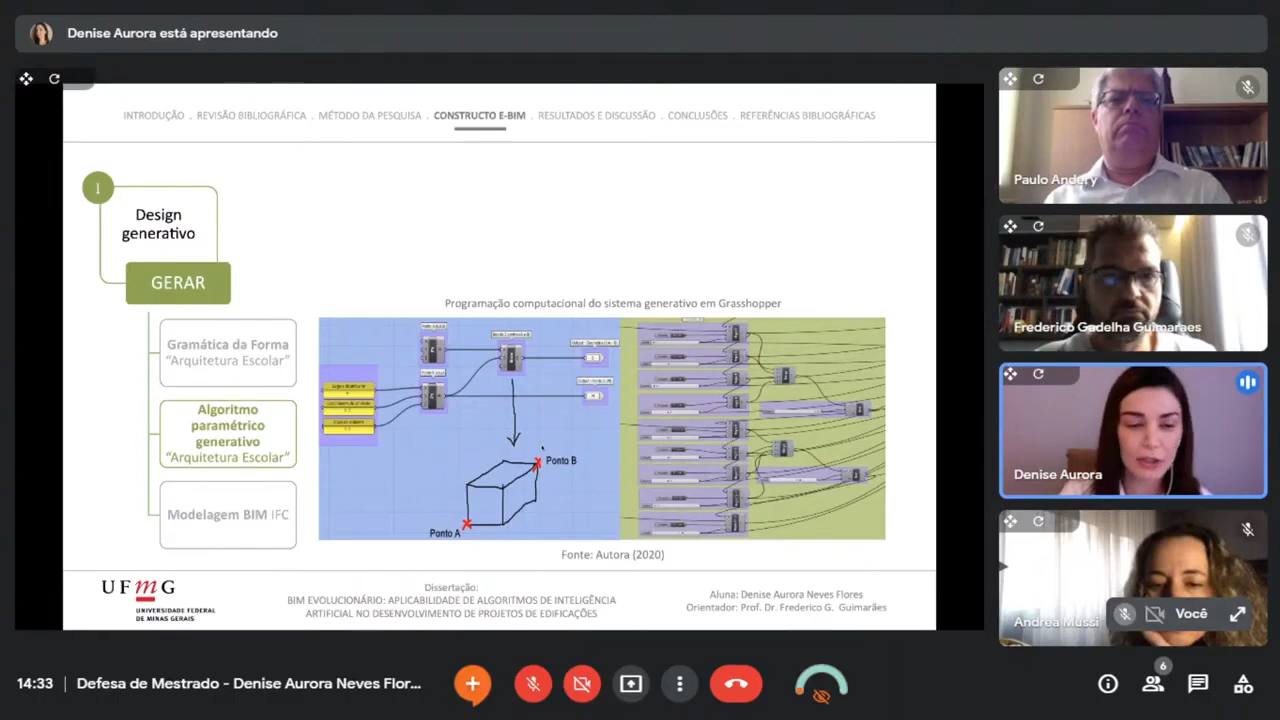 Denise Aurora está apresentando
INTRODUÇÃO . REVISÃO BIBLIOGRÁFICA . MÉTODO DA PESQUISA . CONSTRUCTO E-BIM . RESULTADOS E DISCUSSÃO . CONCLUSÕES . REFERÊNCIAS BIBLIOGRÁFICAS
1
Design
generativo
GERAR
Gramática da Forma
“Arquitetura Escolar”
Algoritmo
paramétrico
generativo
“Arquitetura Escolar”
Modelagem BIM IFC
Programação computacional do sistema generativo em Grasshopper
Ponto B
Ponto A
Fonte: Autora (2020)
UFmG
UNIVERSIDADE FEDERAL
DE MINAS GERAIS
Dissertação:
BIM EVOLUCIONÁRIO: APLICABILIDADE DE ALGORITMOS DE INTELIGÊNCIA
ARTIFICIAL NO DESENVOLVIMENTO DE PROJETOS DE EDIFICAÇÕES
Aluna: Denise Aurora Neves Flores
Orientador: Prof. Dr. Frederico G. Guimarães
Paulo Andery
Frederico Gadelha Guimaraes
Denise Aurora
Andrea Mussi
Você
14:33 | Defesa de Mestrado - Denise Aurora Neves Flor...
6